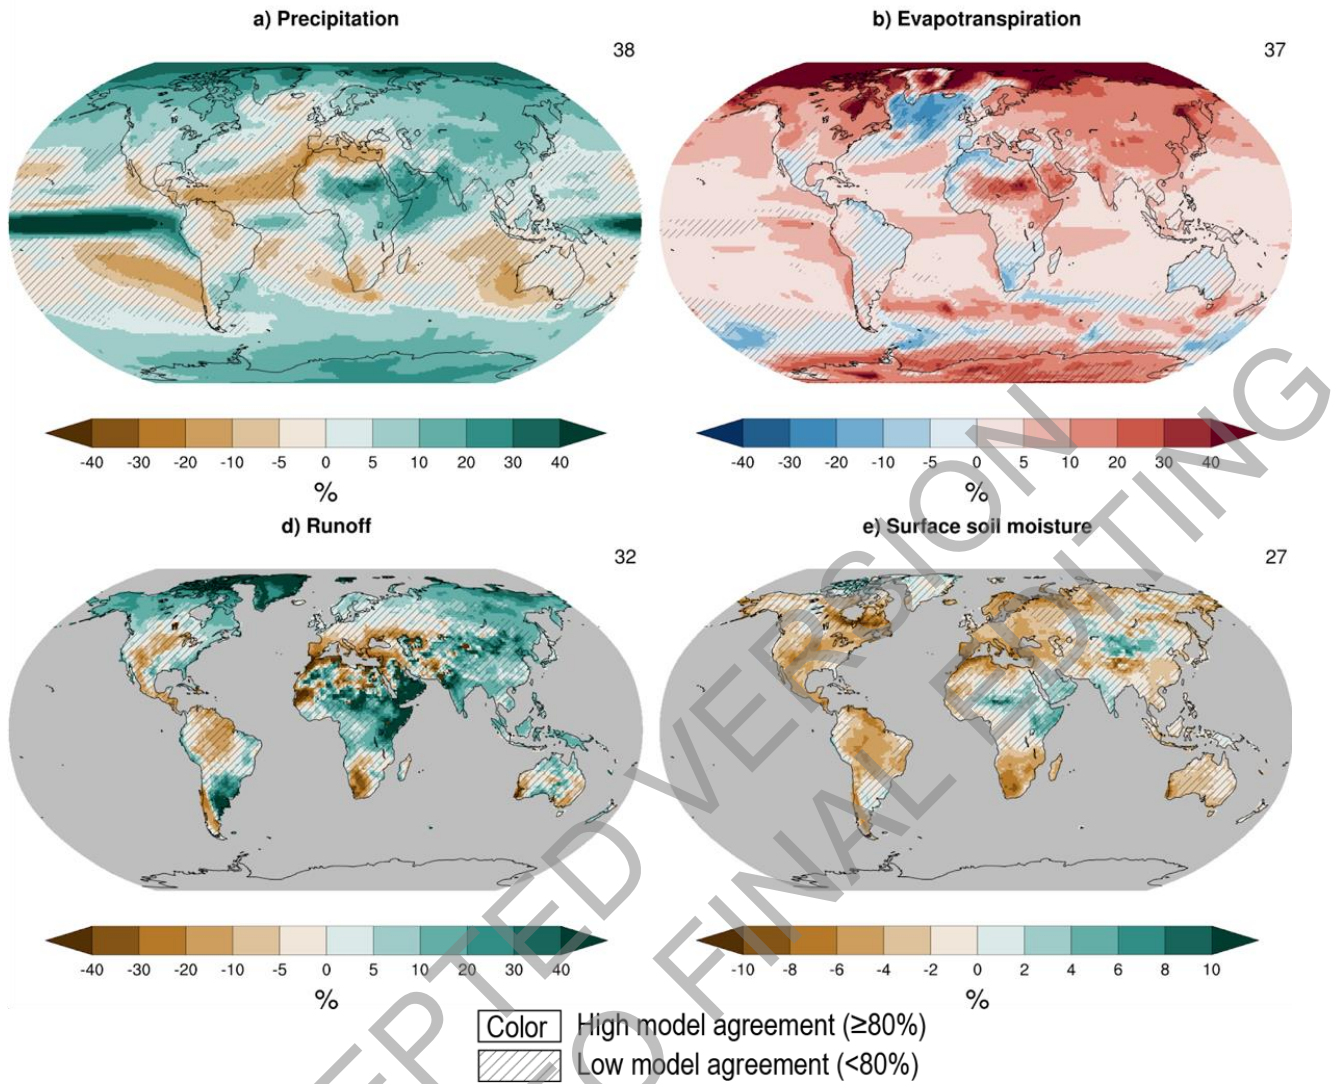 a) Precipitation
38
b) Evapotranspiration
37
-40 -30 -20 -10 -5 0 5 10 20 30 40
%
-40 -30 -20 -10 -5 0 5 10 20 30 40
%
d) Runoff
32
e) Surface soil moisture
27
-40 -30 -20 -10 -5 0 5 10 20 30 40
%
-10 -8 -6 -4 -2 0 2 4 6 8 10
%
Color High model agreement (≥80%)
Low model agreement (<80%)
EPTED VERSION
O FINAL EDITING